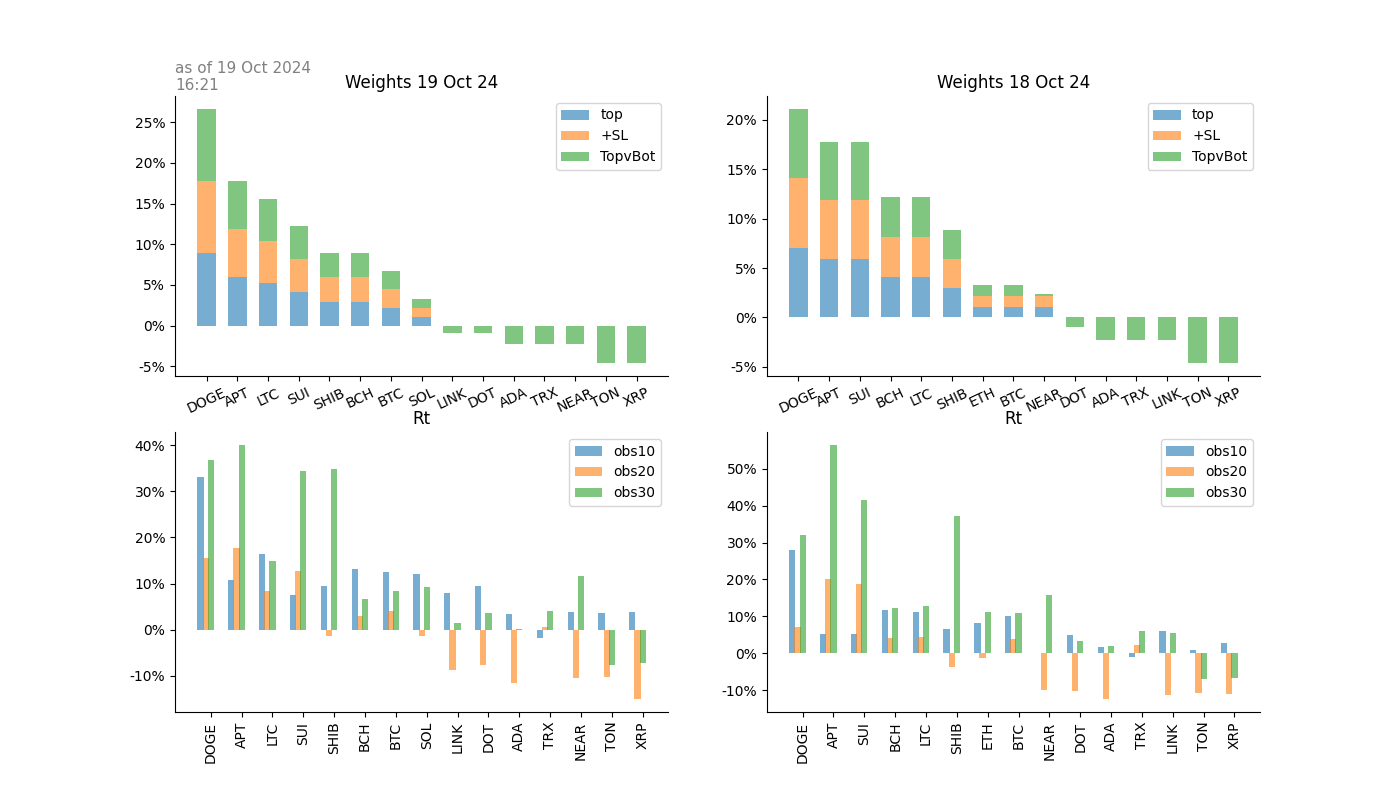 as of 19 Oct 2024
16:21
Weights 19 Oct 24
25%
20%
15%
10%
5%
0%
-5%
top
+SL
TopvBot
DOGE APT LTC SUI SHIB BCH BTC SOL LINK DOT ADA TRX NEAR TON XRP
Weights 18 Oct 24
20%
15%
10%
5%
0%
-5%
top
+SL
TopvBot
DOGE APT SUI BCH LTC SHIB ETH BTC NEAR DOT ADA TRX LINK TON XRP
Rt
40%
30%
20%
10%
0%
-10%
obs10
obs20
obs30
DOGE APT LTC SUI SHIB BCH BTC SOL LINK DOT ADA TRX NEAR TON XRP
Rt
50%
40%
30%
20%
10%
0%
-10%
obs10
obs20
obs30
DOGE APT SUI BCH LTC SHIB ETH BTC NEAR DOT ADA TRX LINK TON XRP